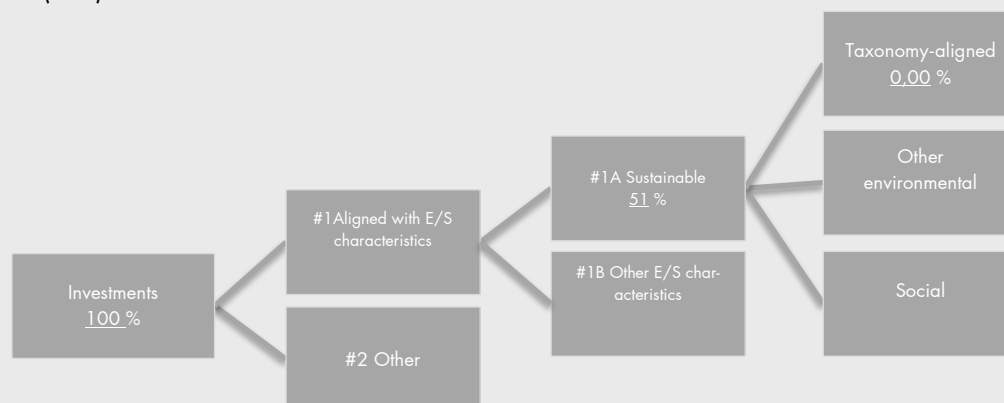 Taxonomy-aligned
0,00 %
Other
environmental
#1A Sustainable
51 %
#1Aligned with E/S
characteristics
#1B Other E/S char-
acteristics
Social
Investments
100 %
#2 Other